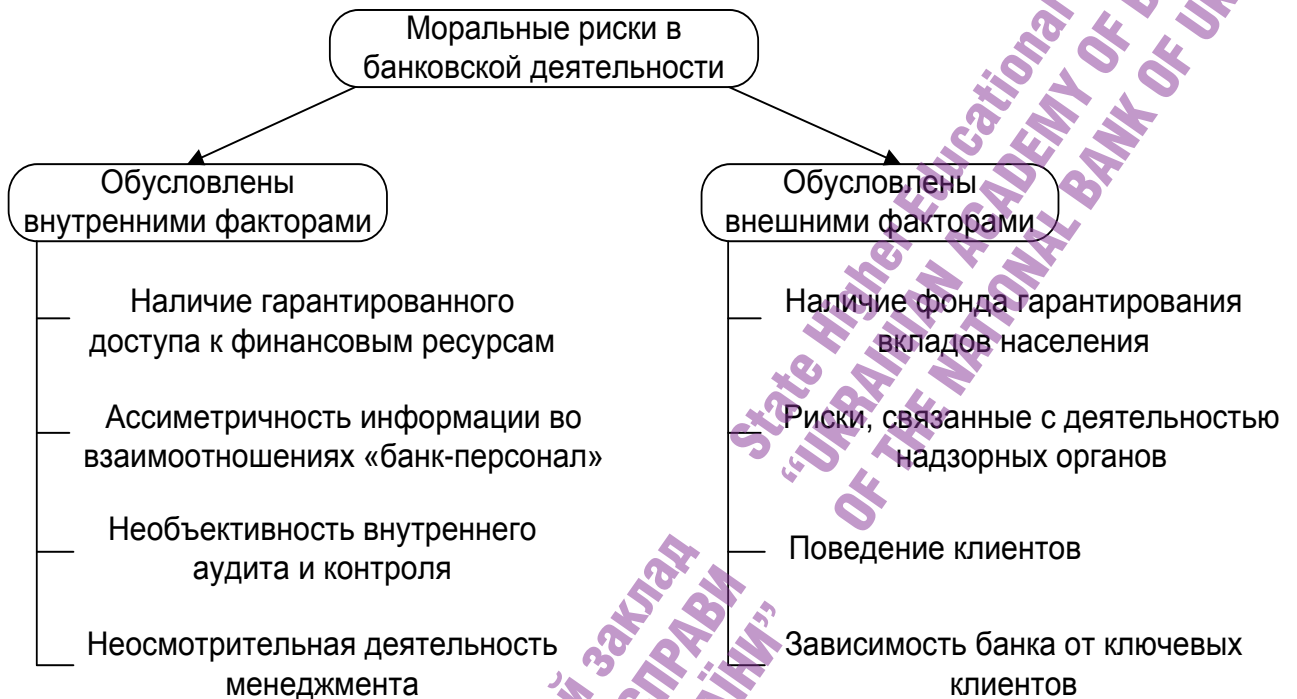 Моральные риски в
банковской деятельности
Обусловлены
внутренними факторами
Наличие гарантированного
доступа к финансовым ресурсам
Ассиметричность информации во
взаимоотношениях «банк-персонал»
Необъективность внутреннего
аудита и контроля
Неосмотрительная деятельность
менеджмента
Обусловлены
внешними факторами
Наличие фонда гарантирования
вкладов населения
Риски, связанные с деятельностью
надзорных органов
Поведение клиентов
Зависимость банка от ключевых
клиентов
State Higher Educational
“UKRAINIAN ACADEMY OF
OF THE NATIONAL BANK OF
заклад